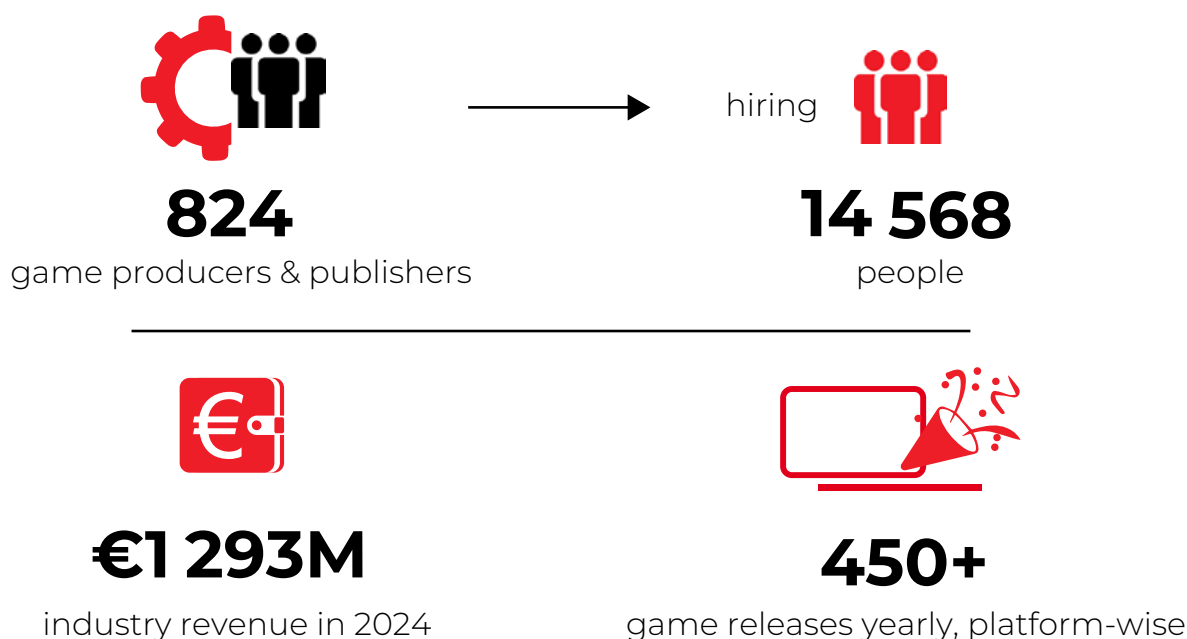 hiring
824
14 568
game producers & publishers
people
€
€1 293M
450+
industry revenue in 2024
game releases yearly, platform-wise